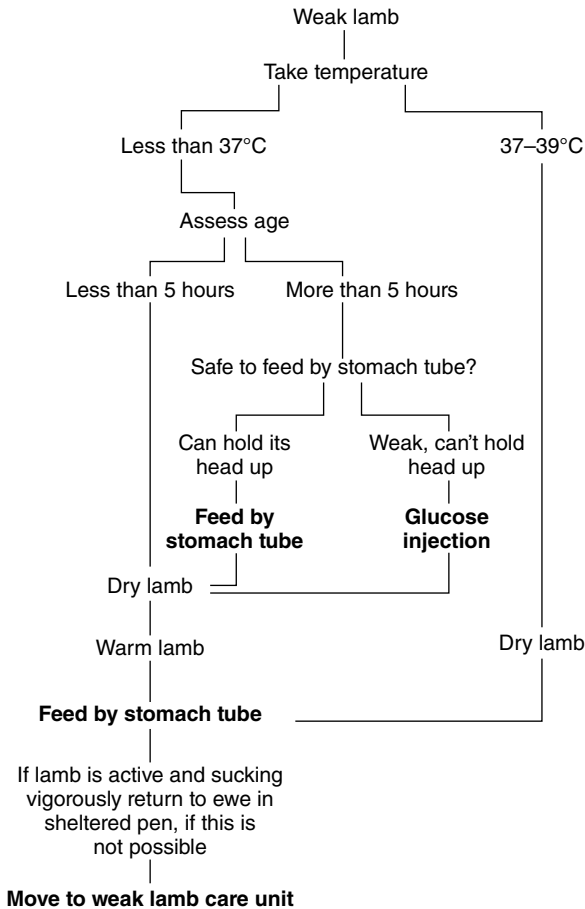 Weak lamb
Take temperature
Less than 37°C
37–39°C
Assess age
Less than 5 hours
More than 5 hours
Safe to feed by stomach tube?
Can hold its
head up
Weak, can't hold
head up
Feed by
stomach tube
Glucose
injection
Dry lamb
Warm lamb
Dry lamb
Feed by stomach tube
If lamb is active and sucking
vigorously return to ewe in
sheltered pen, if this is
not possible
Move to weak lamb care unit